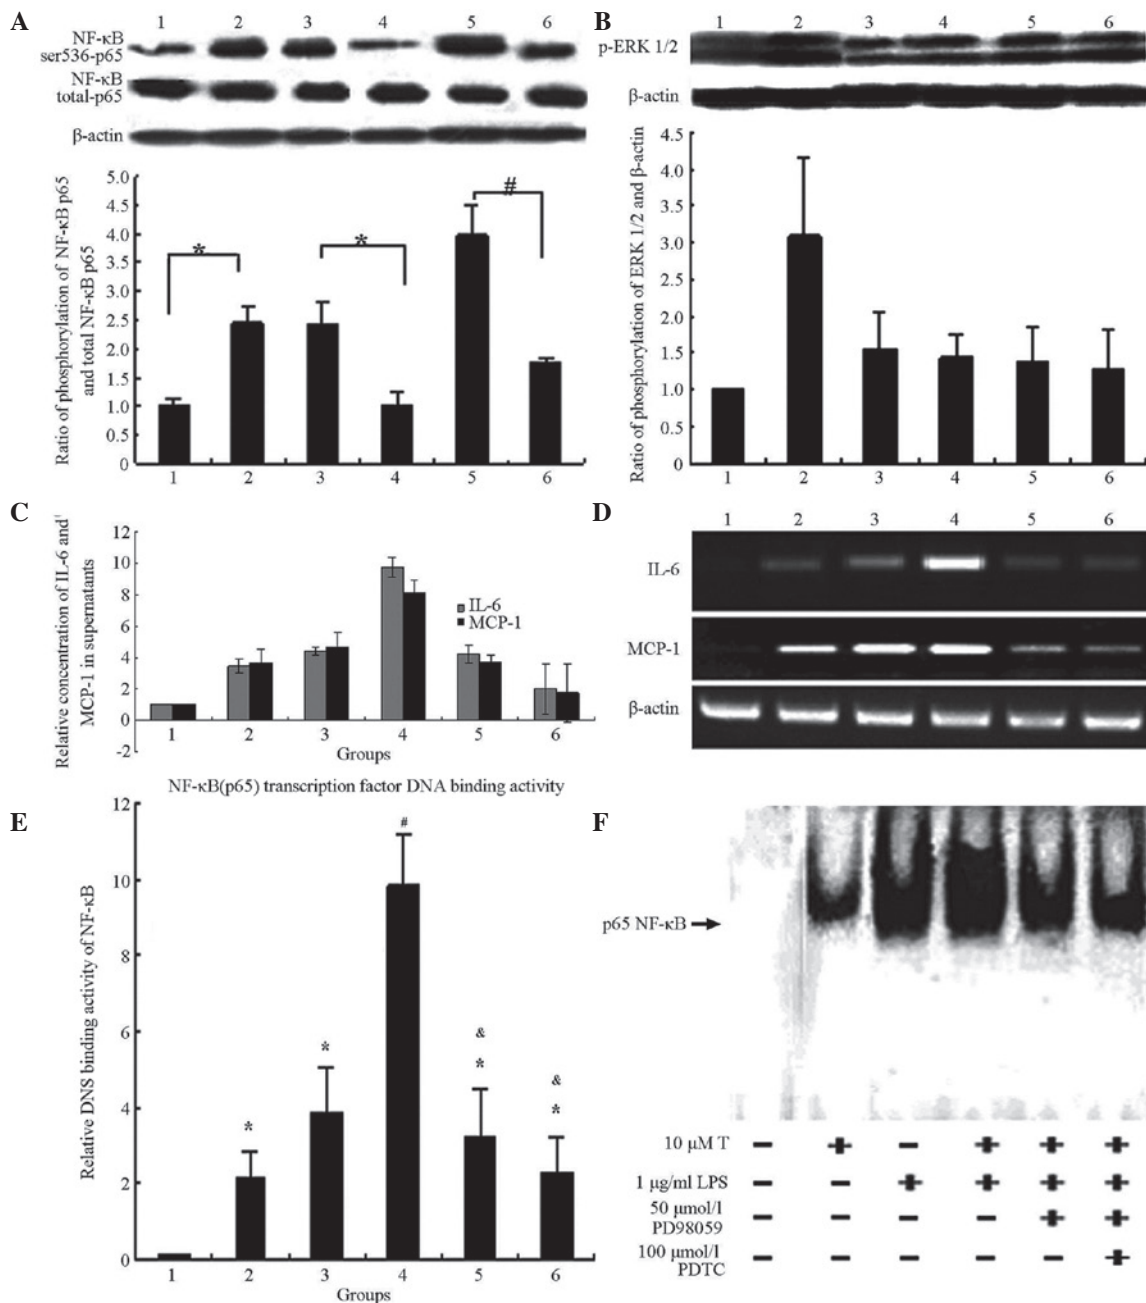 A
1 2 3 4 5 6
NF-κB
ser536-p65
NF-κB
total-p65
β-actin
Ratio of phosphorylation of NF-κB p65
and total NF-κB p65
5.0
4.5
4.0
3.5
3.0
2.5
2.0
1.5
1.0
0.5
0
* * #
1 2 3 4 5 6
B
1 2 3 4 5 6
p-ERK 1/2
β-actin
Ratio of phosphorylation of ERK 1/2 and β-actin
4.5
4.0
3.5
3.0
2.5
2.0
1.5
1.0
0.5
0
1 2 3 4 5 6
C
Relative concentration of IL-6 and
MCP-1 in supernatants
12
10
8
6
4
2
0
-2
IL-6
MCP-1
1 2 3 4 5 6
Groups
D
1 2 3 4 5 6
IL-6
MCP-1
β-actin
E
NF-κB(p65) transcription factor DNA binding activity
Relative DNS binding activity of NF-κB
12
10
8
6
4
2
0
* * # & * & *
1 2 3 4 5 6
Groups
F
p65 NF-κB
10 μM T − + − + + +
1 μg/ml LPS − − + + + +
50 μmol/l
PD98059 − − − − + +
100 μmol/l
PDTC − − − − − +